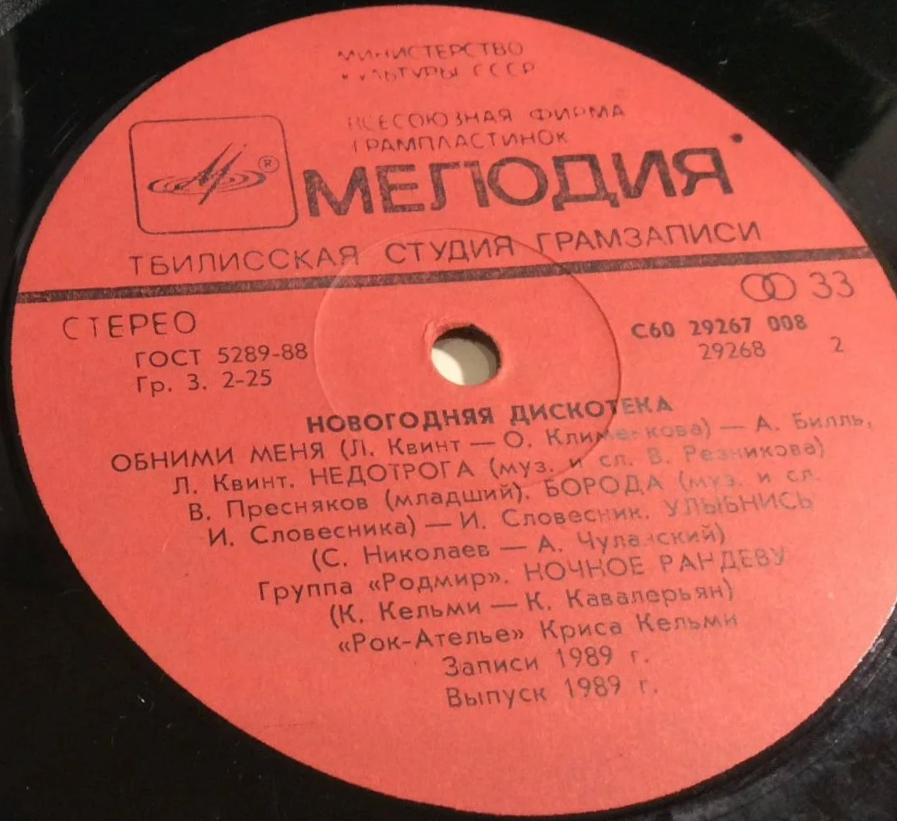 МИНИСТЕРСТВО
КУЛЬТУРЫ СССР
ВСЕСОЮЗНАЯ ФИРМА
ГРАМПЛАСТИНОК
® МЕЛОДИЯ
ТБИЛИССКАЯ СТУДИЯ ГРАМЗАПИСИ
СТЕРЕО
33
ГОСТ 5289-88
С60 29267 008
Гр. 3. 2-25
29268 2
НОВОГОДНЯЯ ДИСКОТЕКА
ОБНИМИ МЕНЯ (Л. Квинт — О. Клименкова) — А. Билль,
Л. Квинт. НЕДОТРОГА (муз. и сл. В. Резникова)
В. Пресняков (младший). БОРОДА (муз. и сл.
И. Словесника) — И. Словесник. УЛЫБНИСЬ
(С. Николаев — А. Чуланский)
Группа «Родмир». НОЧНОЕ РАНДЕВУ
(К. Кельми — К. Кавалерьян)
«Рок-Ателье» Криса Кельми
Записи 1989 г.
Выпуск 1989 г.